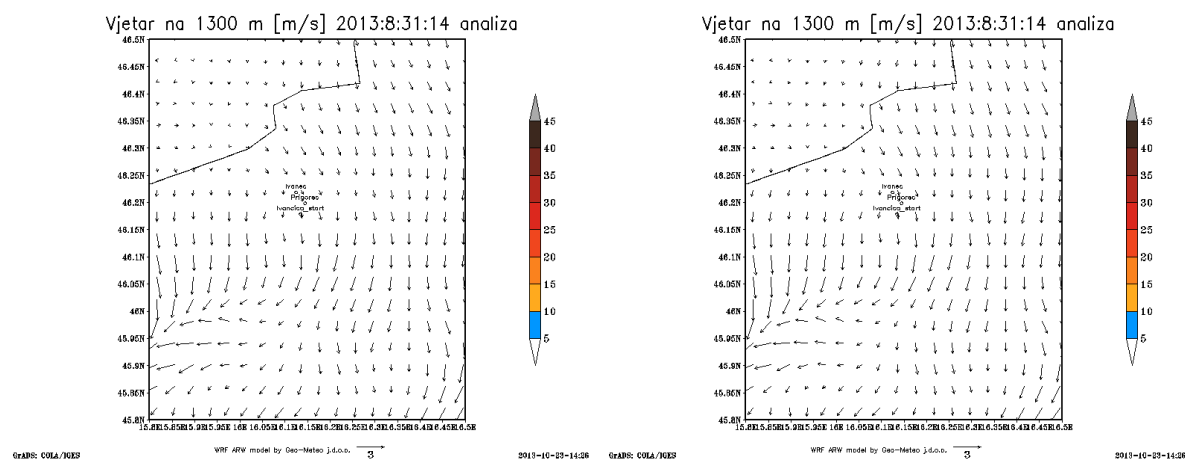 Vjetar na 1300 m [m/s] 2013:8:31:14 analiza
46.5N
46.45N
46.4N
46.35N
46.3N
46.25N
46.2N
46.15N
46.1N
46.05N
46N
45.95N
45.9N
45.85N
45.8N
Ivanec
Prigorec
Ivancica_start
45
40
35
30
25
20
15
10
5
WRF ARW model by Geo-Meteo j.d.o.o.
3
GrADS: COLA/IGES
2013-10-23-14:26
Vjetar na 1300 m [m/s] 2013:8:31:14 analiza
46.5N
46.45N
46.4N
46.35N
46.3N
46.25N
46.2N
46.15N
46.1N
46.05N
46N
45.95N
45.9N
45.85N
45.8N
Ivanec
Prigorec
Ivancica_start
45
40
35
30
25
20
15
10
5
WRF ARW model by Geo-Meteo j.d.o.o.
3
GrADS: COLA/IGES
2013-10-23-14:26